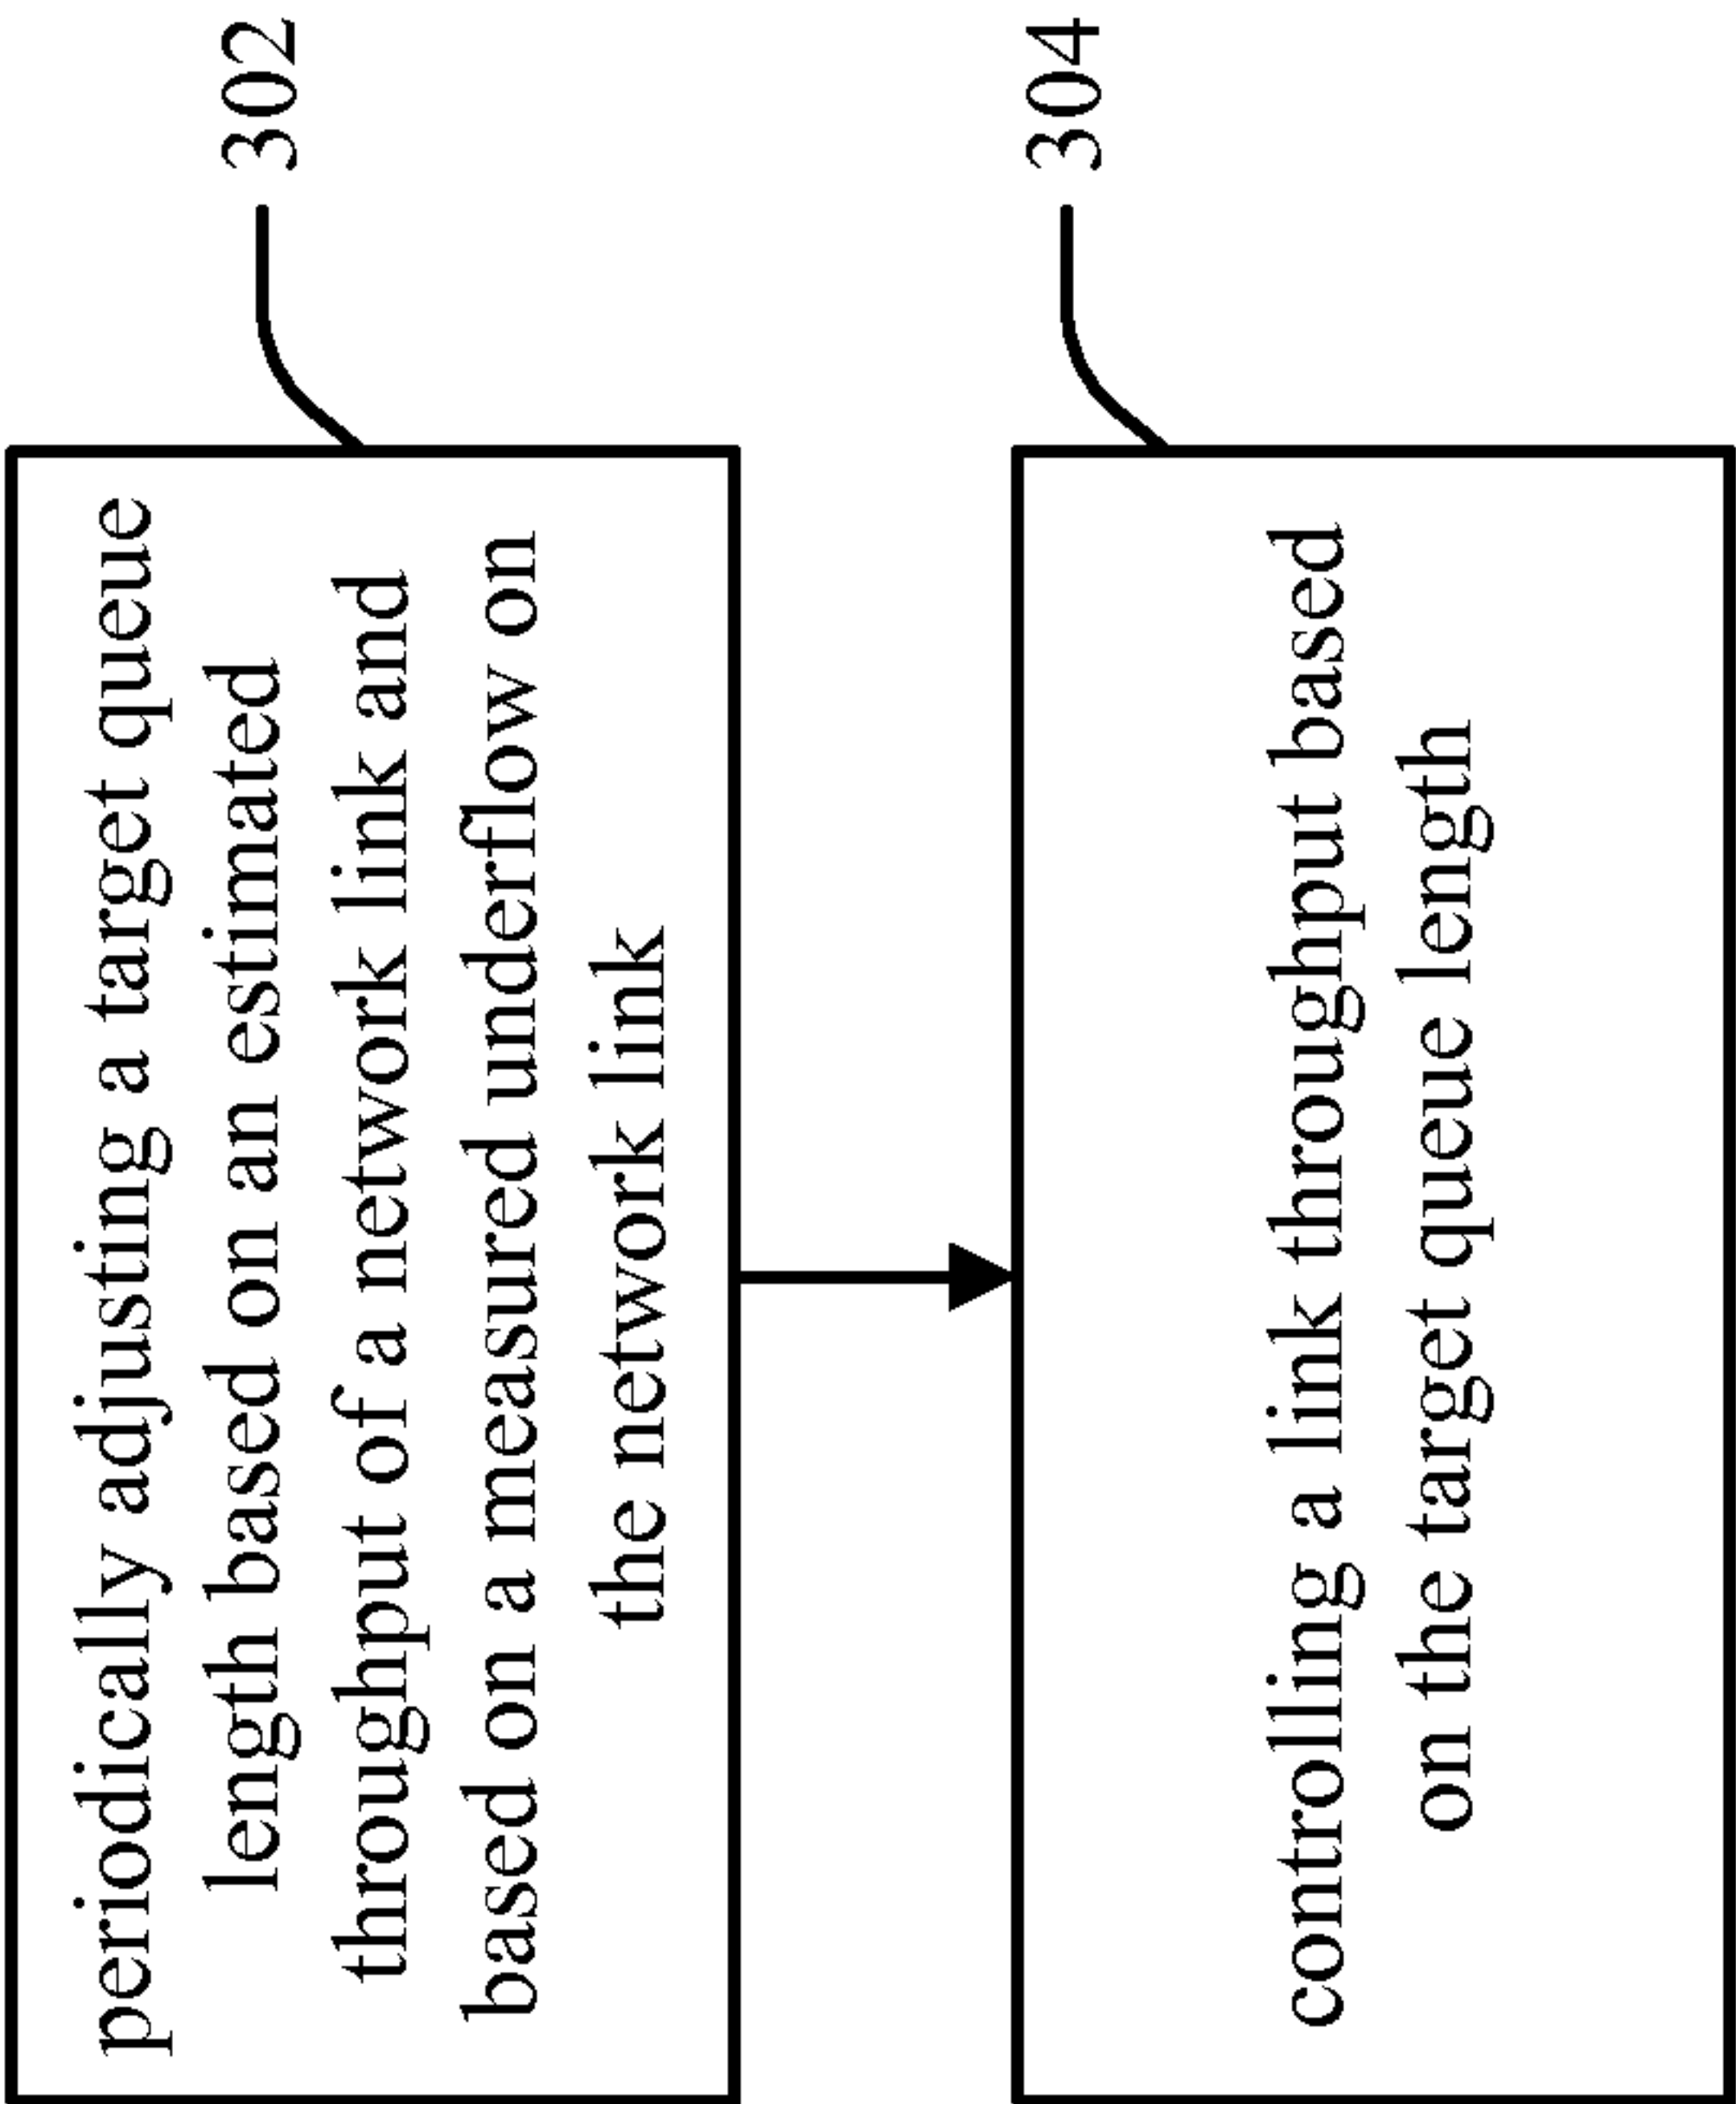 periodically adjusting a target queue
length based on an estimated
throughput of a network link and
based on a measured underflow on
the network link
302
controlling a link throughput based
on the target queue length
304